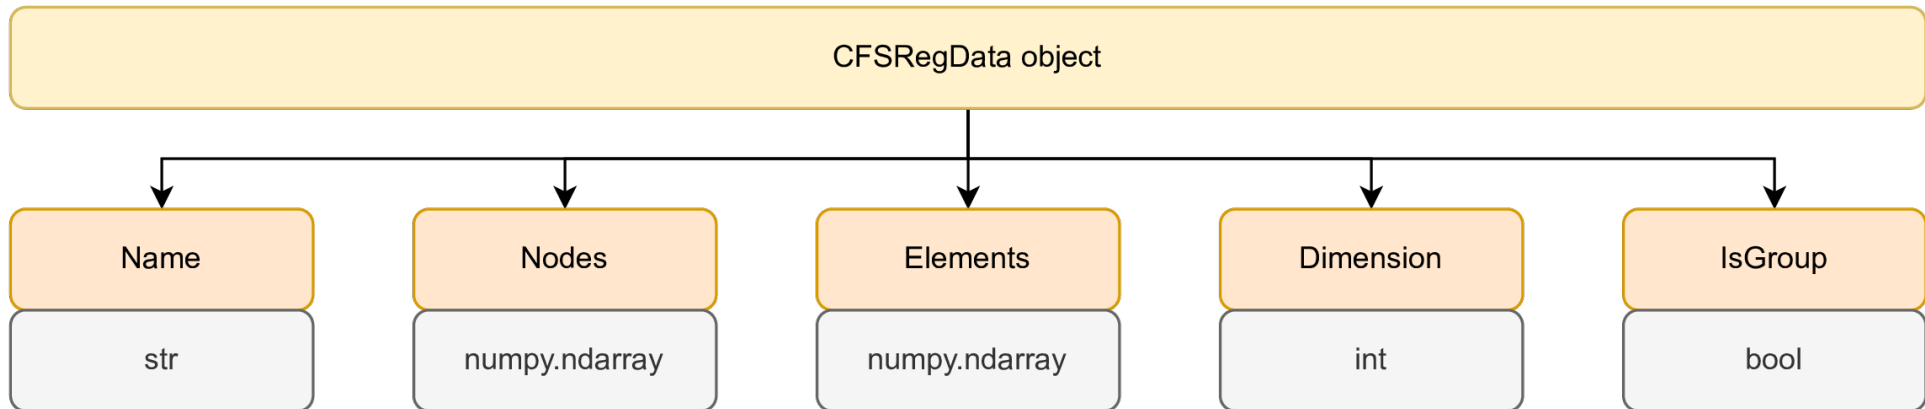 CFSRegData object
Name
Nodes
Elements
Dimension
IsGroup
str
numpy.ndarray
numpy.ndarray
int
bool